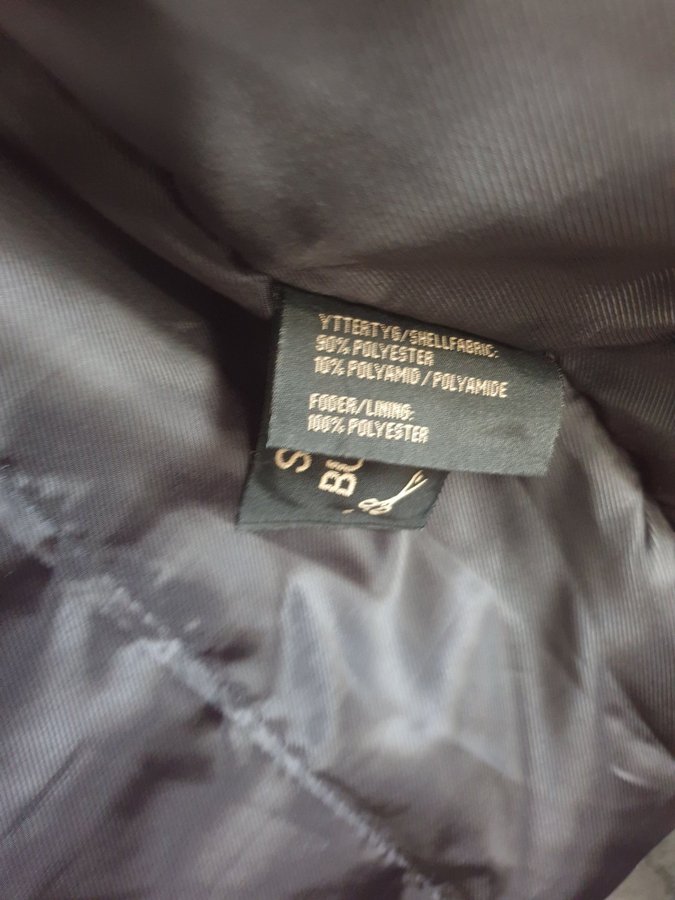 YTTERTYG/SHELLFABRIC:
90% POLYESTER
10% POLYAMID / POLYAMIDE
FODER/LINING:
100% POLYESTER